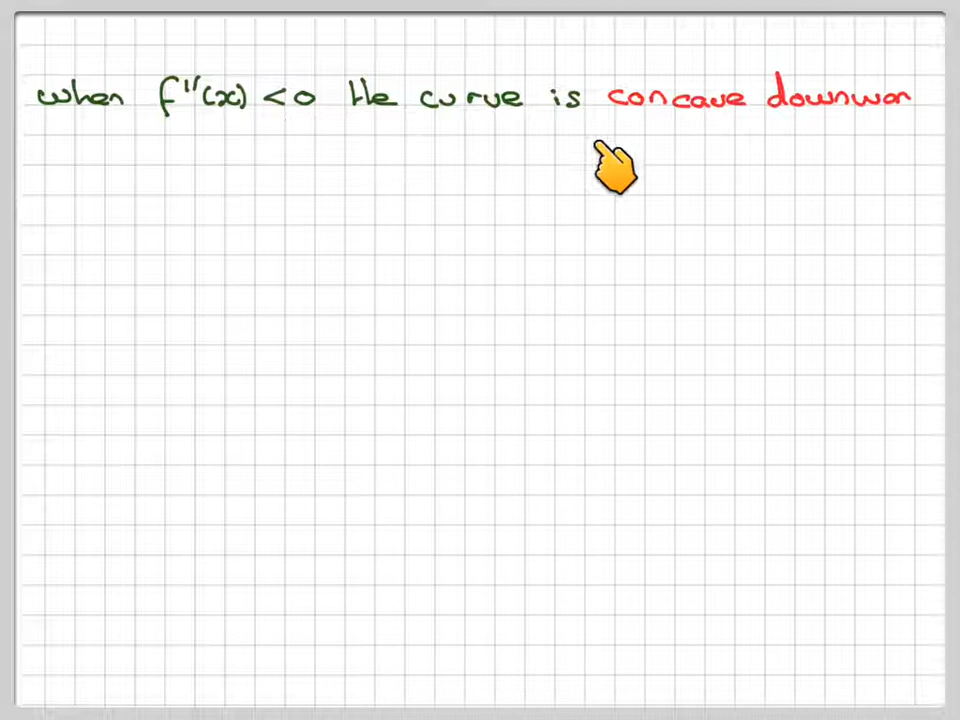 when f''(x) < 0 the curve is concave downwar